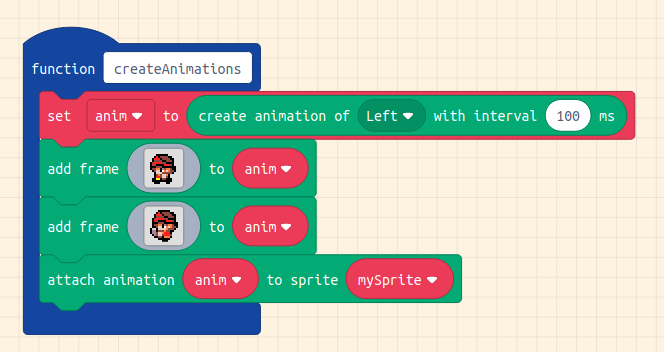 function createAnimations
set anim to create animation of Left with interval 100 ms
add frame to anim
add frame to anim
attach animation anim to sprite mySprite